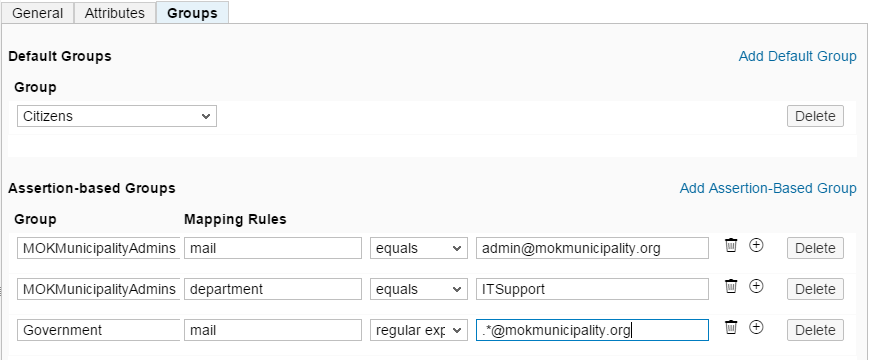 General Attributes Groups
Default Groups Add Default Group
Group
Citizens Delete
Assertion-based Groups Add Assertion-Based Group
Group Mapping Rules
MOKMunicipalityAdmins mail equals admin@mokmunicipality.org Delete
MOKMunicipalityAdmins department equals ITSupport Delete
Government mail regular exp .*@mokmunicipality.org Delete